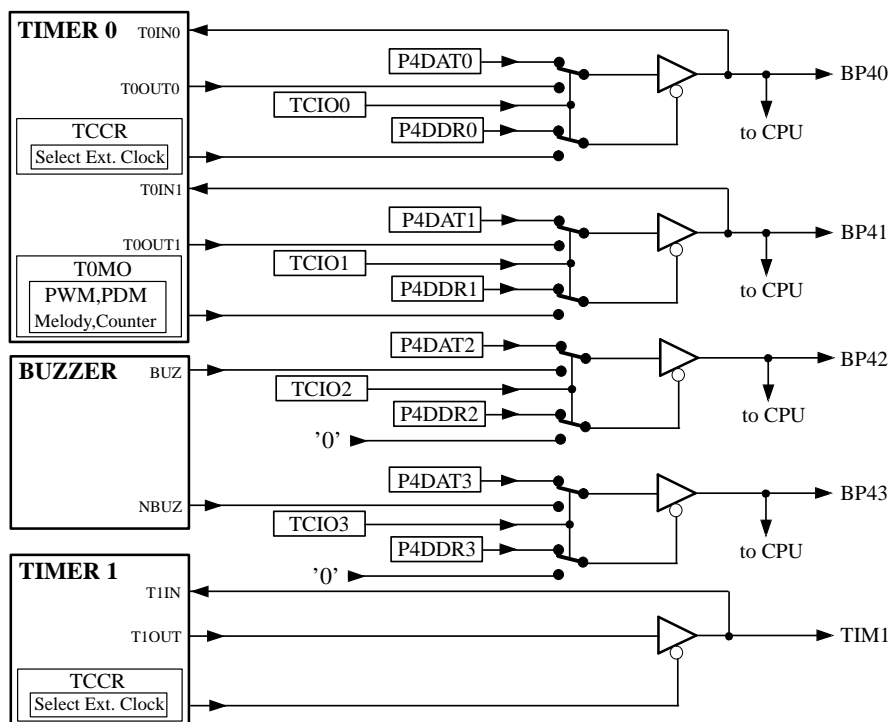 TIMER 0
T0IN0
P4DAT0
BP40
T0OUT0
TCIO0
to CPU
P4DDR0
TCCR
Select Ext. Clock
T0IN1
P4DAT1
BP41
T0OUT1
TCIO1
to CPU
T0MO
P4DDR1
PWM,PDM
Melody,Counter
P4DAT2
BUZZER
BUZ
BP42
TCIO2
to CPU
P4DDR2
'0'
P4DAT3
BP43
NBUZ
TCIO3
to CPU
P4DDR3
'0'
TIMER 1
T1IN
T1OUT
TIM1
TCCR
Select Ext. Clock